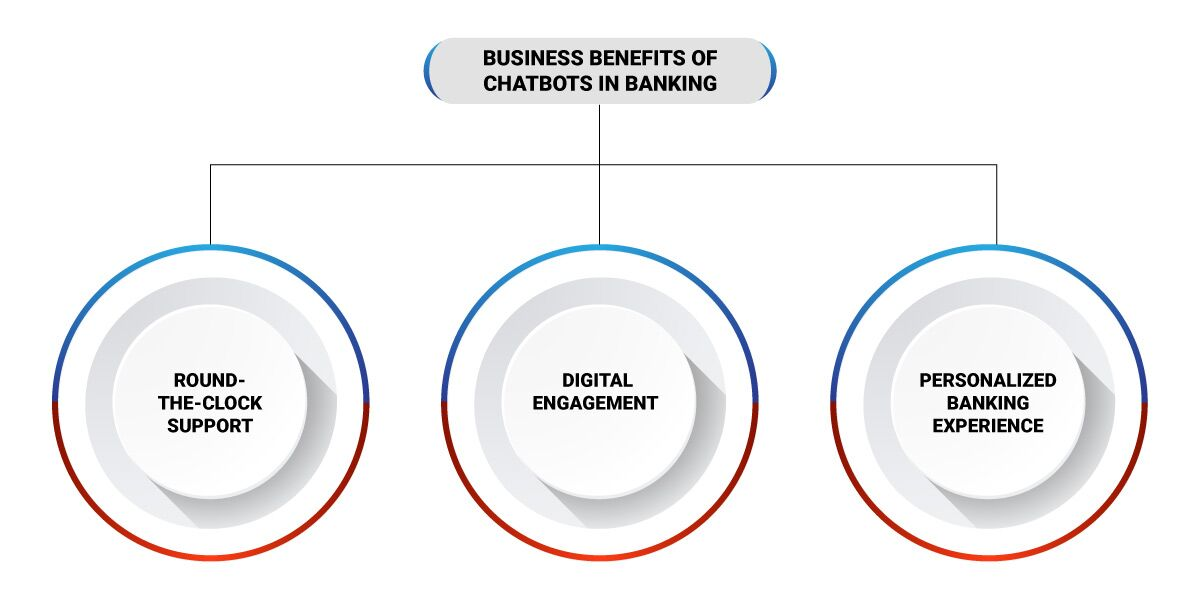 BUSINESS BENEFITS OF
CHATBOTS IN BANKING
ROUND-
THE-CLOCK
SUPPORT
DIGITAL
ENGAGEMENT
PERSONALIZED
BANKING
EXPERIENCE